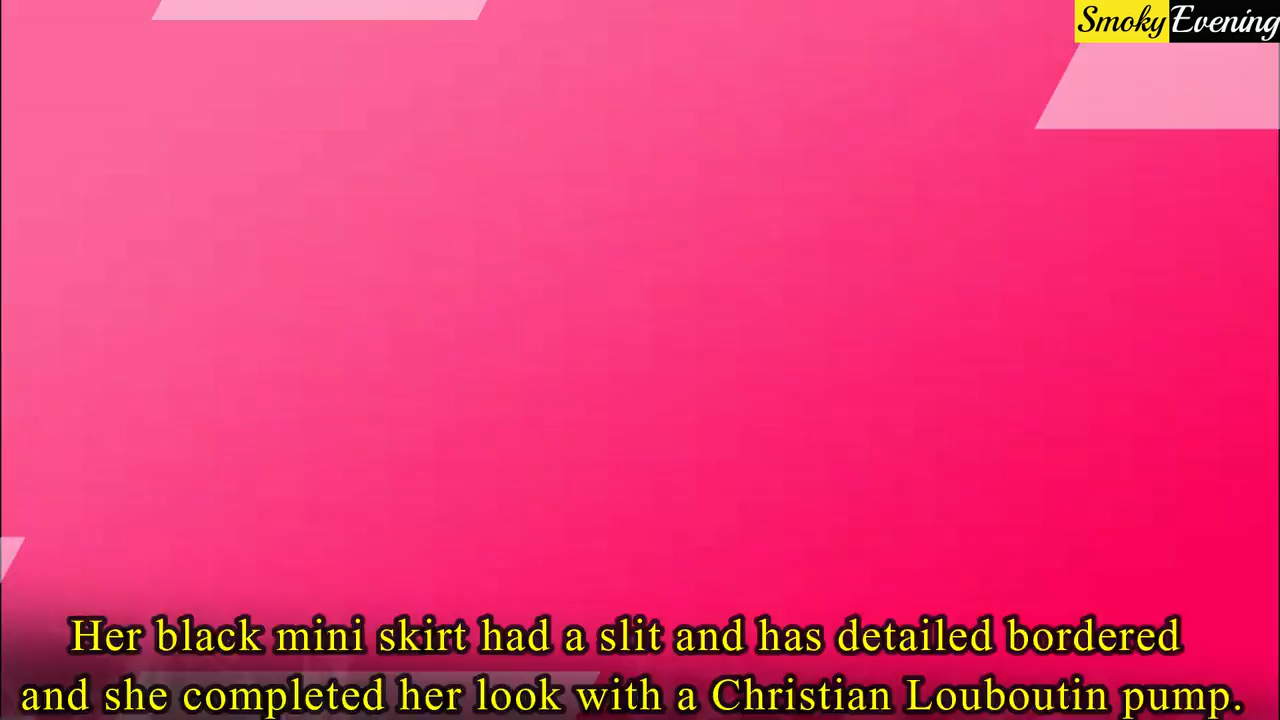 Smoky Evening
Her black mini skirt had a slit and has detailed bordered
and she completed her look with a Christian Louboutin pump.